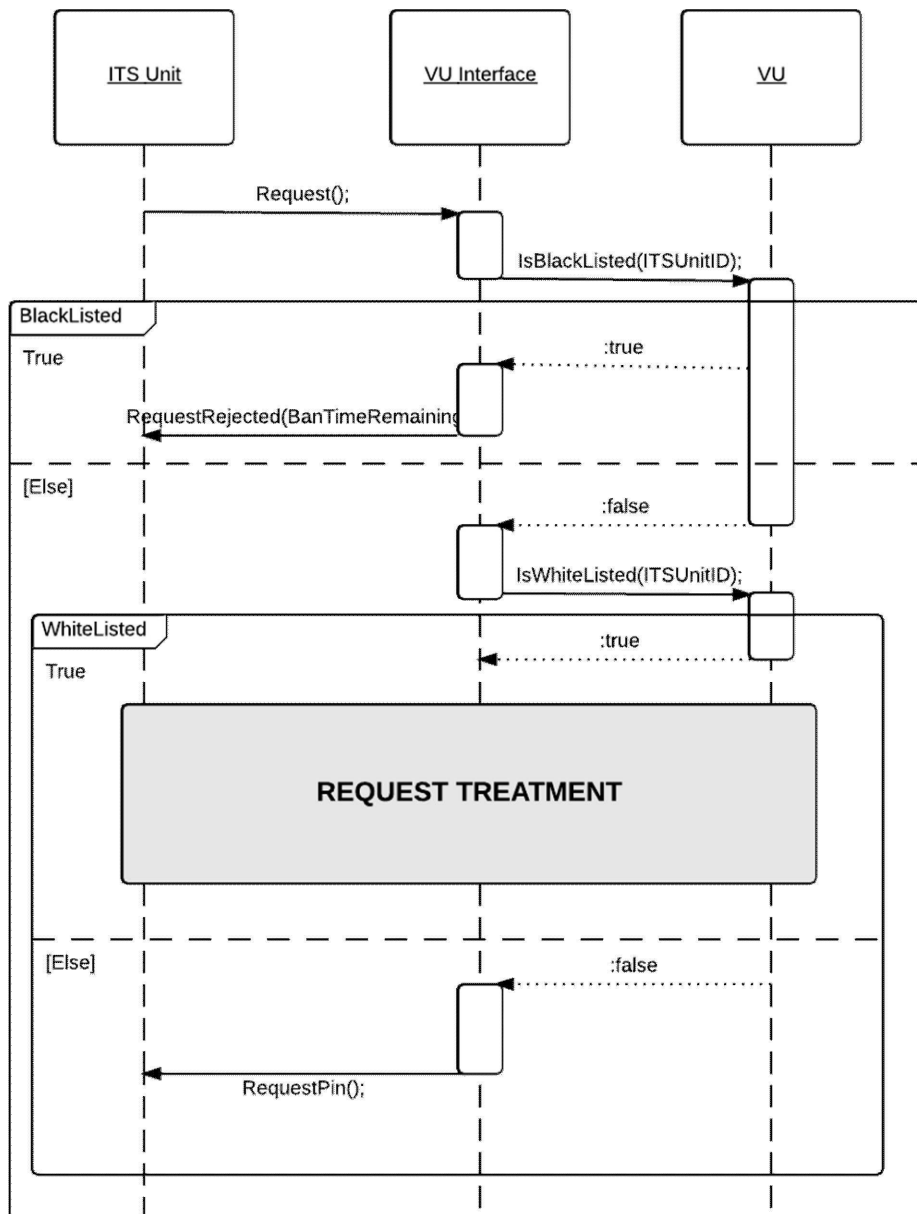 ITS Unit
VU Interface
VU
Request();
IsBlackListed(ITSUnitID);
BlackListed
True
:true
RequestRejected(BanTimeRemaining
[Else]
:false
IsWhiteListed(ITSUnitID);
WhiteListed
True
:true
REQUEST TREATMENT
[Else]
:false
RequestPin();